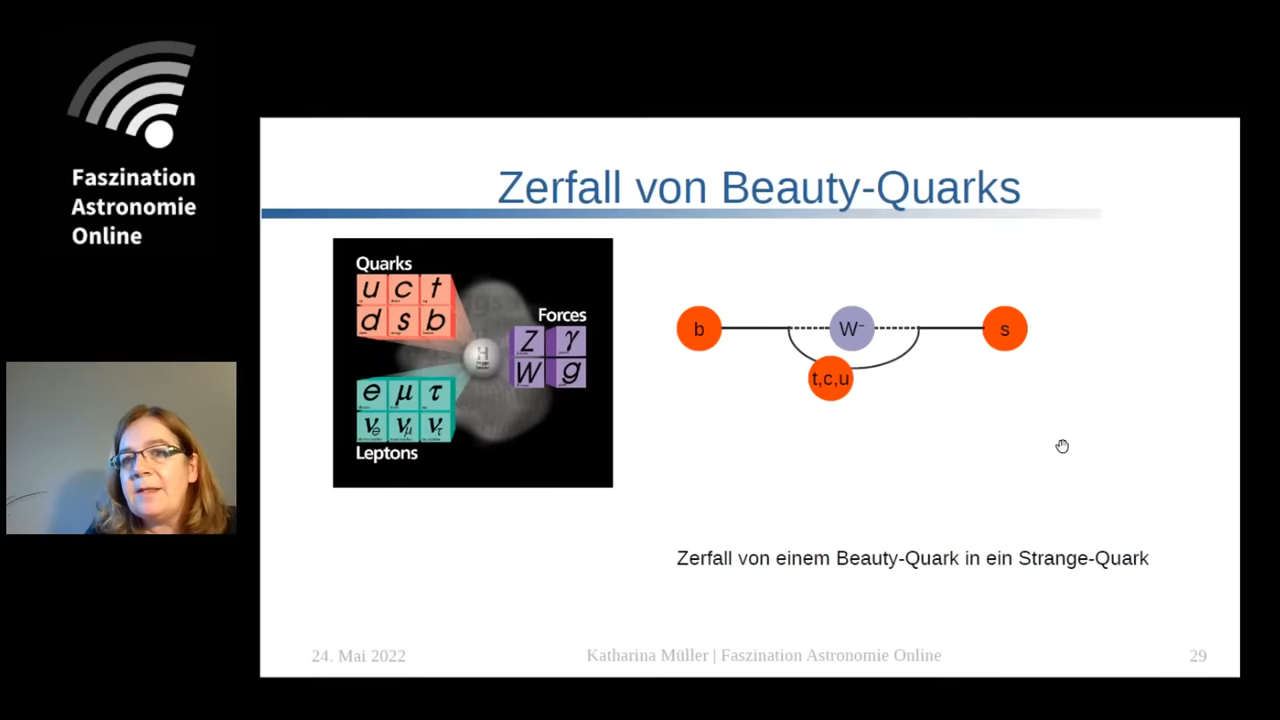 Faszination
Astronomie
Online
Zerfall von Beauty-Quarks
Quarks
u c t
d s b
Forces
Z γ
W g
H
e μ τ
νe νμ ντ
Leptons
b
W⁻
s
t,c,u
Zerfall von einem Beauty-Quark in ein Strange-Quark
24. Mai 2022
Katharina Müller | Faszination Astronomie Online
29